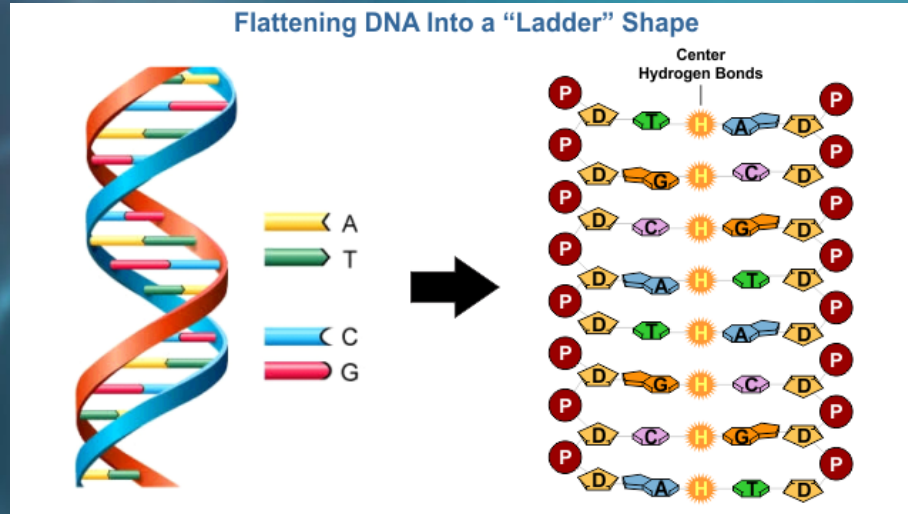 Flattening DNA Into a “Ladder” Shape
Center
Hydrogen Bonds
A
T
C
G
P P
D T H A D
P P
D G H C D
P P
D C H G D
P P
D A H T D
P P
D T H A D
P P
D G H C D
P P
D C H G D
P P
D A H T D